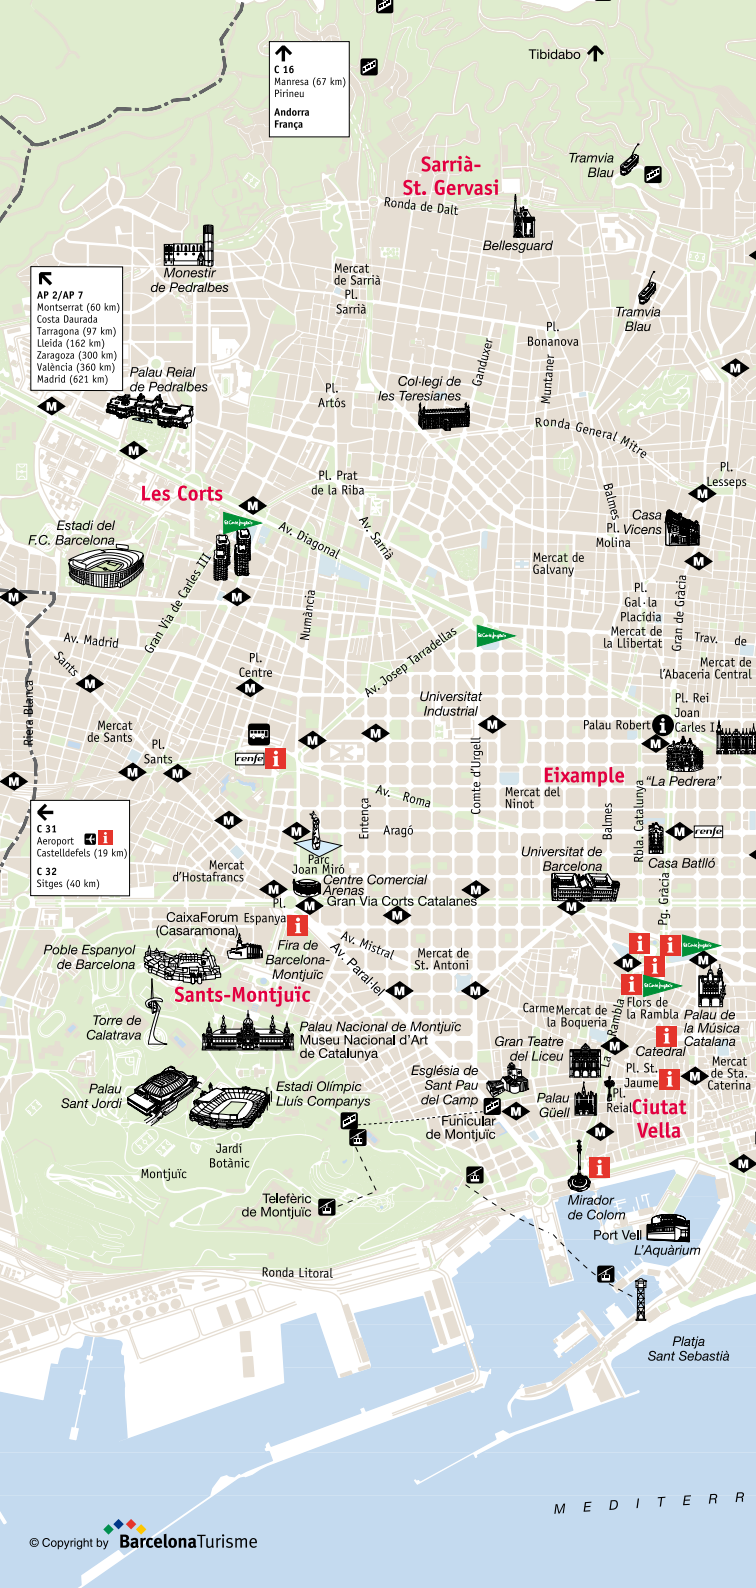 Tibidabo
C 16
Manresa (67 km)
Pirineu
Andorra
França
Sarrià-
St. Gervasi
Tramvia
Blau
Ronda de Dalt
Bellesguard
Monestir
de Pedralbes
Mercat
de Sarrià
Pl.
Sarrià
AP 2/AP 7
Montserrat (60 km)
Costa Daurada
Tarragona (97 km)
Lleida (162 km)
Zaragoza (300 km)
València (360 km)
Madrid (621 km)
Tramvia
Blau
Pl.
Bonanova
Ganduxer
Muntaner
Palau Reial
de Pedralbes
Pl.
Artós
Col·legi de
les Teresianes
M
Ronda General Mitre
M
M
Pl.
Lesseps
M
Pl. Prat
de la Riba
Les Corts
M
Balmes
Casa
Vicens
Pl.
Molina
Estadi del
F.C. Barcelona
El Corte Inglés
Av. Diagonal
Av. Sarrià
Mercat de
Galvany
M
Gran Via de Carles III
M
M
Numància
Pl.
Gal·la
Placídia
Gran de Gràcia
Mercat de
la Llibertat
Trav. de
El Corte Inglés
Av. Madrid
Sants
M
Pl.
Centre
M
Av. Josep Tarradellas
Mercat de
l'Abaceria Central
Riera Blanca
Universitat
Industrial
M
Pl. Rei
Joan
Carles I
Palau Robert
i
M
"La Pedrera"
Mercat
de Sants
Pl.
Sants
renfe
i
M
M
M
M
M
Comte d'Urgell
Eixample
Av. Roma
Mercat del
Ninot
Balmes
Rbla. Catalunya
C 31
Aeroport
i
Castelldefels (19 km)
C 32
Sitges (40 km)
M
M
Entença
Aragó
M
renfe
Casa Batlló
Parc
Joan Miró
Universitat de
Barcelona
Mercat
d'Hostafrancs
M
Centre Comercial
Arenas
M
Pg. Gràcia
Pl.
Espanya
M
Gran Via Corts Catalanes
M
M
CaixaForum
(Casaramona)
i
Fira de
Barcelona-
Montjuïc
Poble Espanyol
de Barcelona
Av. Mistral
Av. Paral·lel
Mercat de
St. Antoni
i
i
El Corte Inglés
M
i
M
i
El Corte Inglés
Sants-Montjuïc
M
M
Flors de
la Rambla
Torre de
Calatrava
Palau Nacional de Montjuïc
Museu Nacional d'Art
de Catalunya
Carme
Mercat de
la Boqueria
La Rambla
Palau de
la Música
Catalana
Gran Teatre
del Liceu
M
i
Catedral
Palau
Sant Jordi
Estadi Olímpic
Lluís Companys
Església de
Sant Pau
del Camp
Pl. St.
Jaume
i
M
Mercat
de Sta.
Caterina
Palau
Güell
Pl.
Reial
Ciutat
Vella
M
Funicular
de Montjuïc
M
M
Jardí
Botànic
Montjuïc
i
Telefèric
de Montjuïc
Mirador
de Colom
Port Vell
L'Aquàrium
Ronda Litoral
Platja
Sant Sebastià
MEDITERR
© Copyright by
BarcelonaTurisme